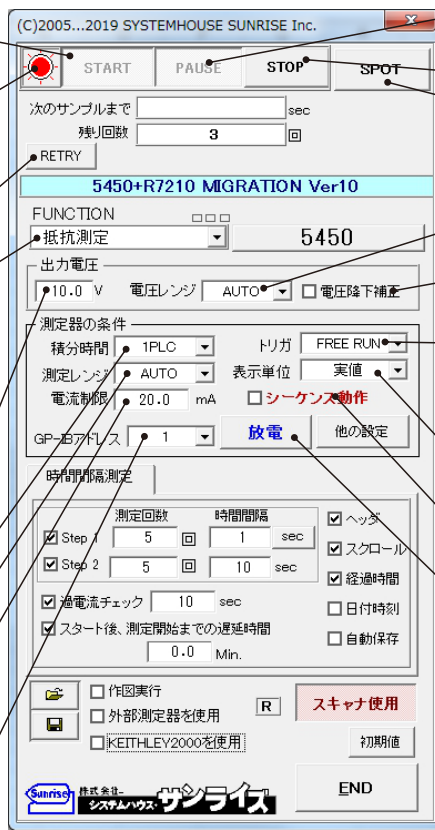 (C)2005...2019 SYSTEMHOUSE SUNRISE Inc.
START PAUSE STOP SPOT
次のサンプルまで sec
残り回数 3 回
RETRY
5450+R7210 MIGRATION Ver10
FUNCTION
抵抗測定 5450
出力電圧
10.0 V 電圧レンジ AUTO 電圧降下補正
測定器の条件
積分時間 1PLC トリガ FREE RUN
測定レンジ AUTO 表示単位 実値
電流制限 20.0 mA シーケンス動作
GP-IBアドレス 1 放電 他の設定
時間間隔測定
測定回数 時間間隔 ヘッダ
Step 1 5 回 1 sec スクロール
Step 2 5 回 10 sec 経過時間
過電流チェック 10 sec 日付時刻
スタート後、測定開始までの遅延時間 自動保存
0.0 Min.
作図実行
外部測定器を使用 R スキャナ使用
KEITHLEY2000を使用 初期値
Sunrise 株式会社 システムハウス・サンライズ END